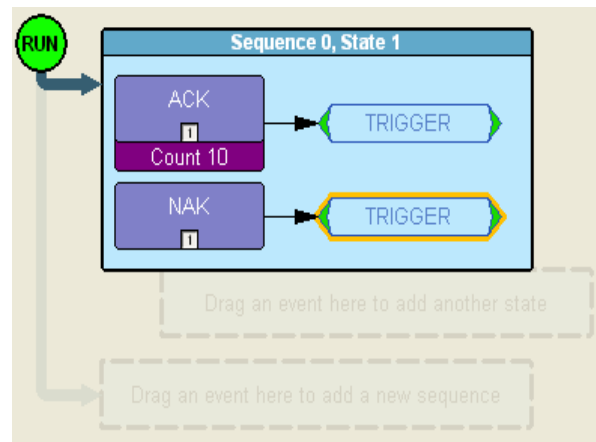 RUN
Sequence 0, State 1
ACK
1
TRIGGER
Count 10
NAK
1
TRIGGER
Drag an event here to add another state
Drag an event here to add a new sequence